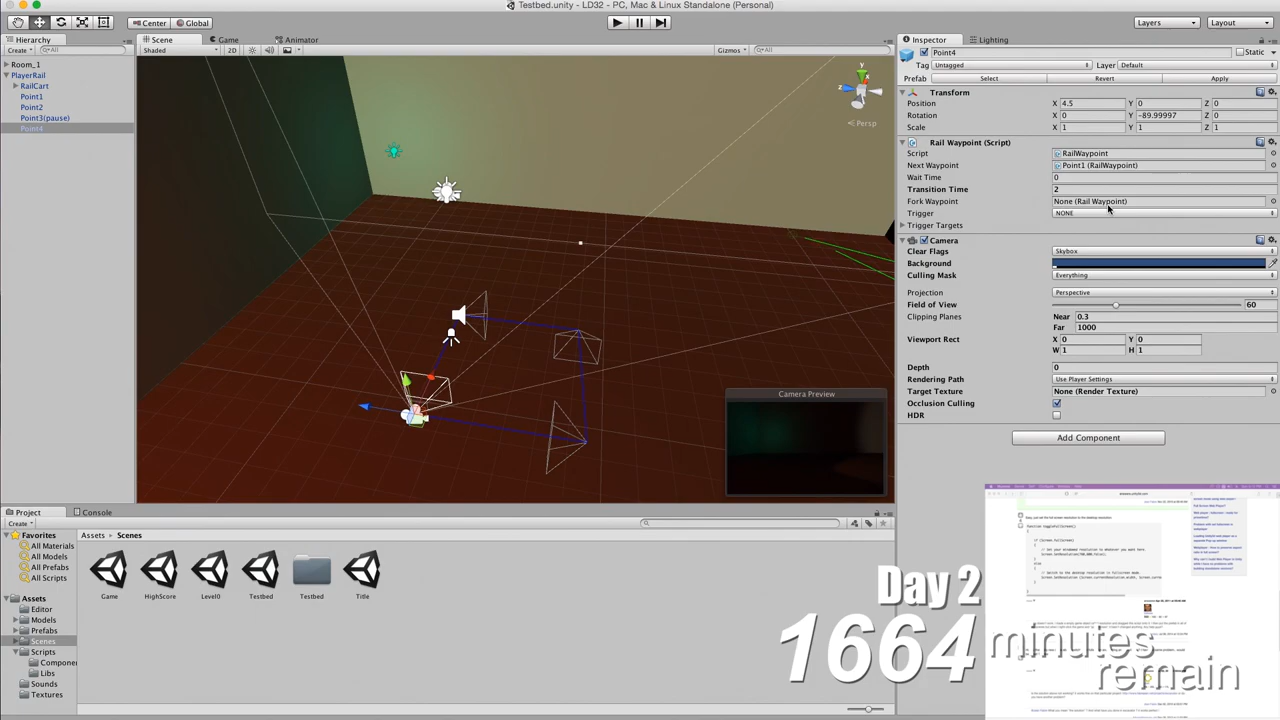 Testbed.unity - LD32 - PC, Mac & Linux Standalone (Personal)
Center Global
Layers Layout
Hierarchy
Create All
Room_1
PlayerRail
RailCart
Point1
Point2
Point3(pause)
Point4
Scene Game Animator
Shaded 2D Gizmos All
y
x
z
Persp
Camera Preview
Inspector Lighting
Point4 Static
Tag Untagged Layer Default
Prefab Select Revert Apply
Transform
Position X 4.5 Y 0 Z 0
Rotation X 0 Y -89.99997 Z 0
Scale X 1 Y 1 Z 1
Rail Waypoint (Script)
Script RailWaypoint
Next Waypoint Point1 (RailWaypoint)
Wait Time 0
Transition Time 2
Fork Waypoint None (Rail Waypoint)
Trigger NONE
Trigger Targets
Camera
Clear Flags Skybox
Background
Culling Mask Everything
Projection Perspective
Field of View 60
Clipping Planes Near 0.3
Far 1000
Viewport Rect X 0 Y 0
W 1 H 1
Depth 0
Rendering Path Use Player Settings
Target Texture None (Render Texture)
Occlusion Culling
HDR
Add Component
Project Console
Create
Favorites
All Materials
All Models
All Prefabs
All Scripts
Assets
Editor
Models
Prefabs
Scenes
Scripts
Compone
Libs
Sounds
Textures
Assets Scenes
Game HighScore Level0 Testbed Testbed Title
Day 2
1664 minutes
remain